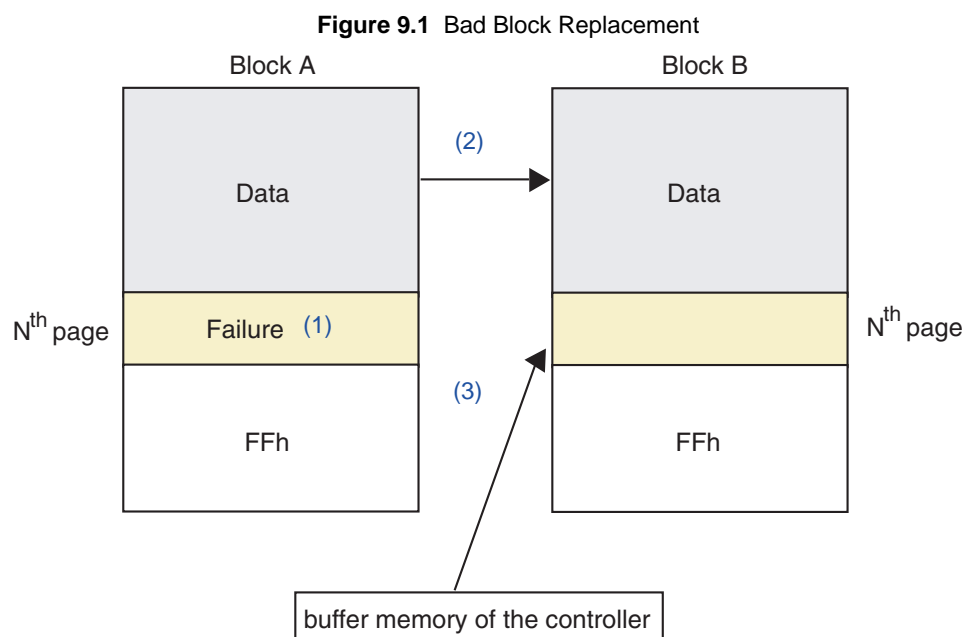 Figure 9.1 Bad Block Replacement
Block A
Block B
(2)
Data
Data
Nth page
Failure (1)
Nth page
(3)
FFh
FFh
buffer memory of the controller